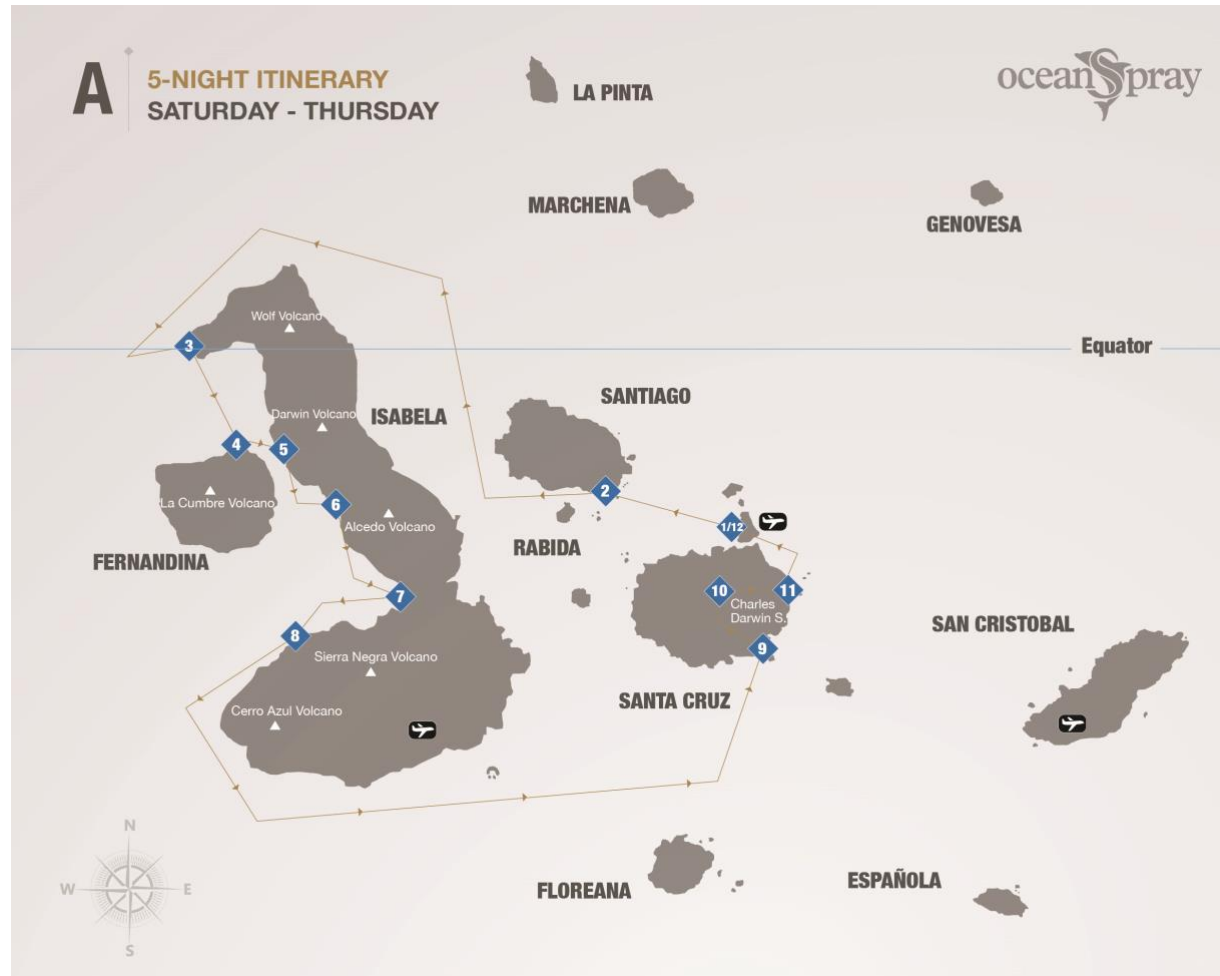 A
5-NIGHT ITINERARY
SATURDAY - THURSDAY
oceanSpray
LA PINTA
MARCHENA
GENOVESA
Wolf Volcano
3
Equator
SANTIAGO
Darwin Volcano
ISABELA
4
5
La Cumbre Volcano
6
2
Alcedo Volcano
1/12
FERNANDINA
RABIDA
7
10
11
Charles
Darwin S.
8
9
SAN CRISTOBAL
Sierra Negra Volcano
SANTA CRUZ
Cerro Azul Volcano
N
W
E
S
FLOREANA
ESPAÑOLA